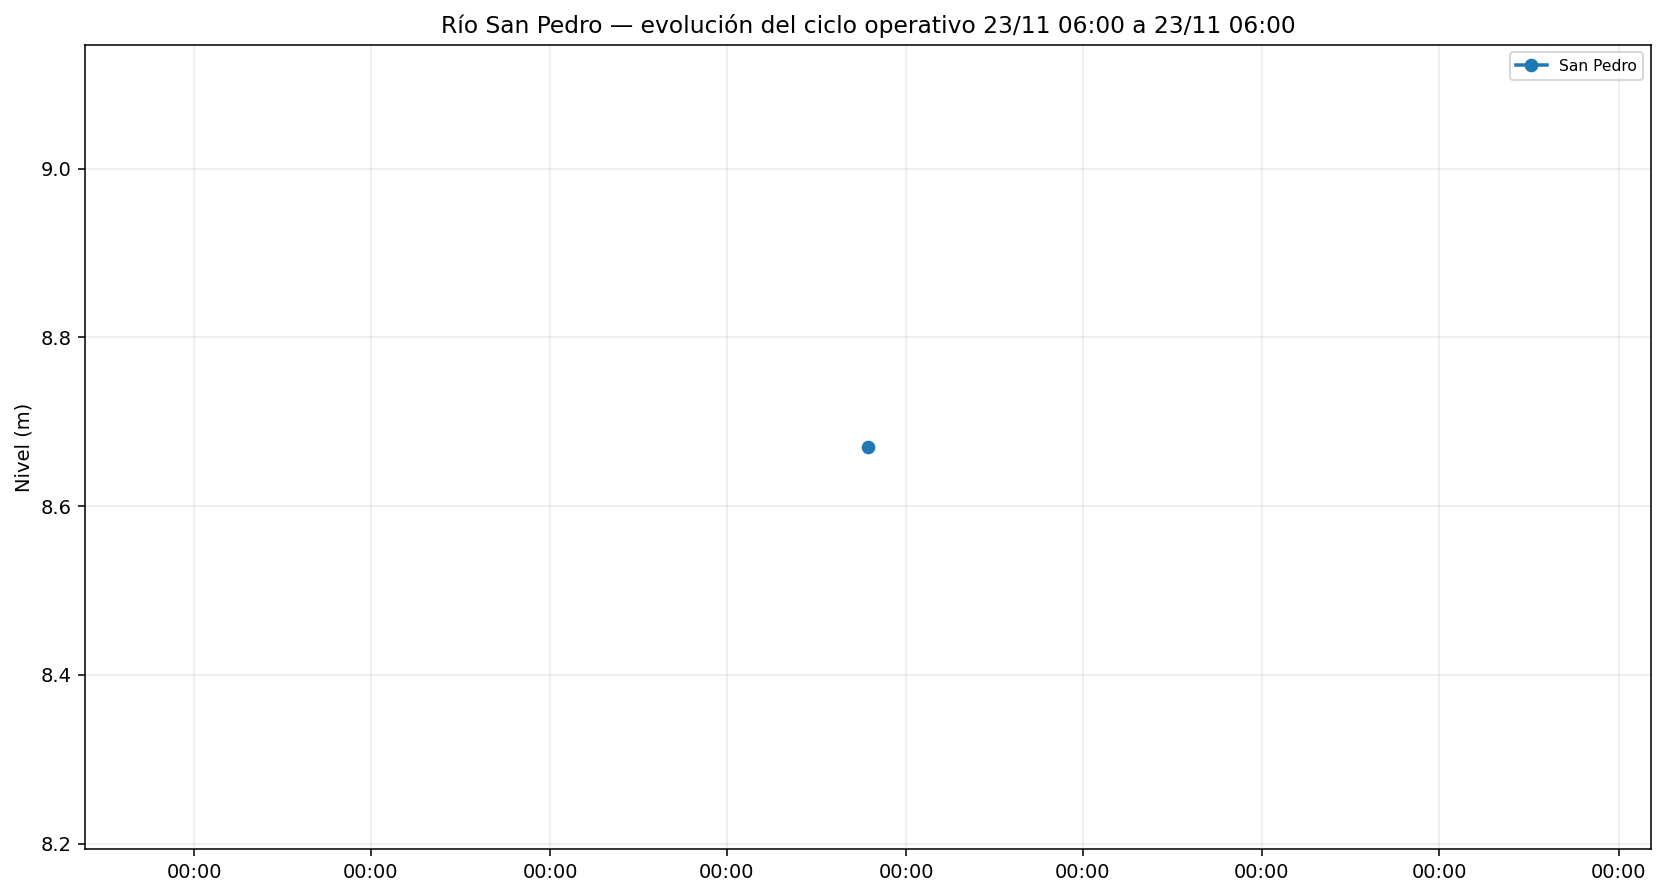 Río San Pedro — evolución del ciclo operativo 23/11 06:00 a 23/11 06:00
San Pedro
Nivel (m)
9.0
8.8
8.6
8.4
8.2
00:00 00:00 00:00 00:00 00:00 00:00 00:00 00:00 00:00